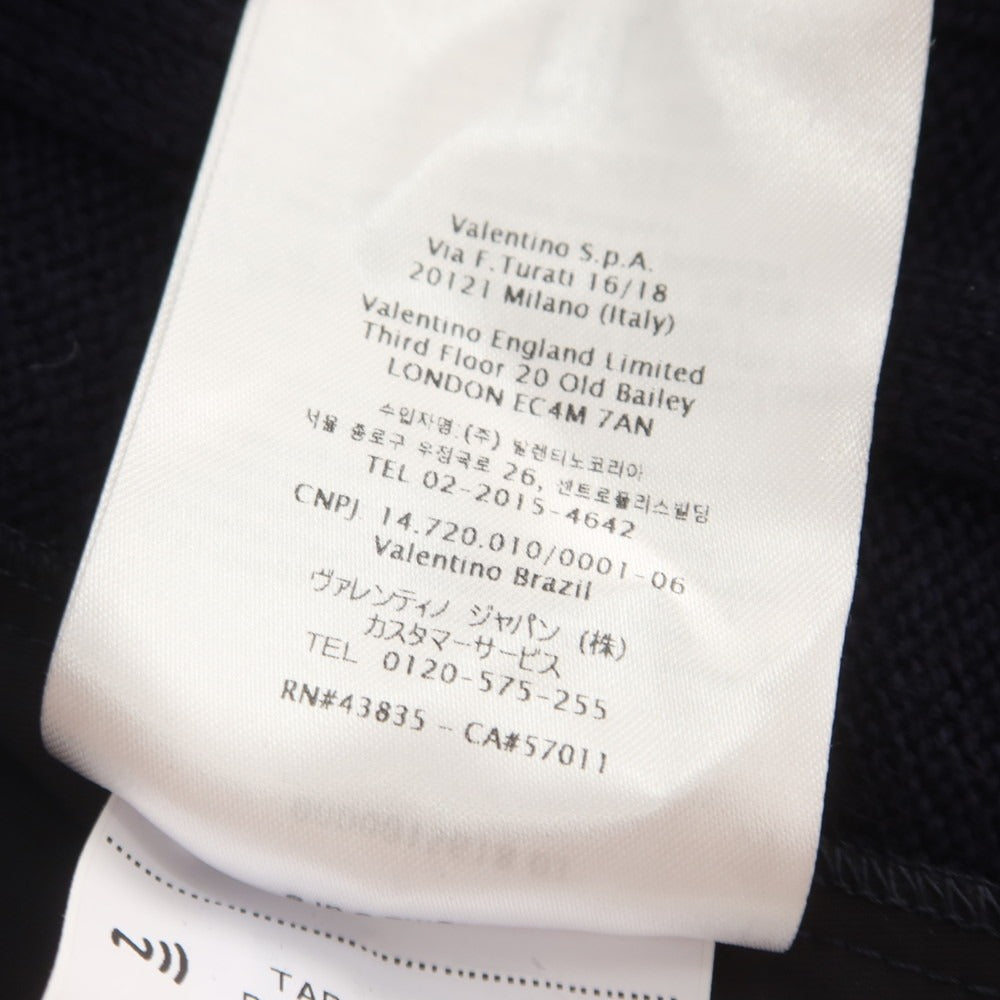 Valentino S.p.A.
Via F.Turati 16/18
20121 Milano (Italy)
Valentino England Limited
Third Floor 20 Old Bailey
LONDON EC4M 7AN
수입자명:(주) 발렌티노코리아
서울 종로구 우정국로 26, 센트로폴리스빌딩
TEL 02-2015-4642
CNPJ 14.720.010/0001-06
Valentino Brazil
ヴァレンティノ ジャパン (株)
カスタマーサービス
TEL 0120-575-255
RN#43835 - CA#57011